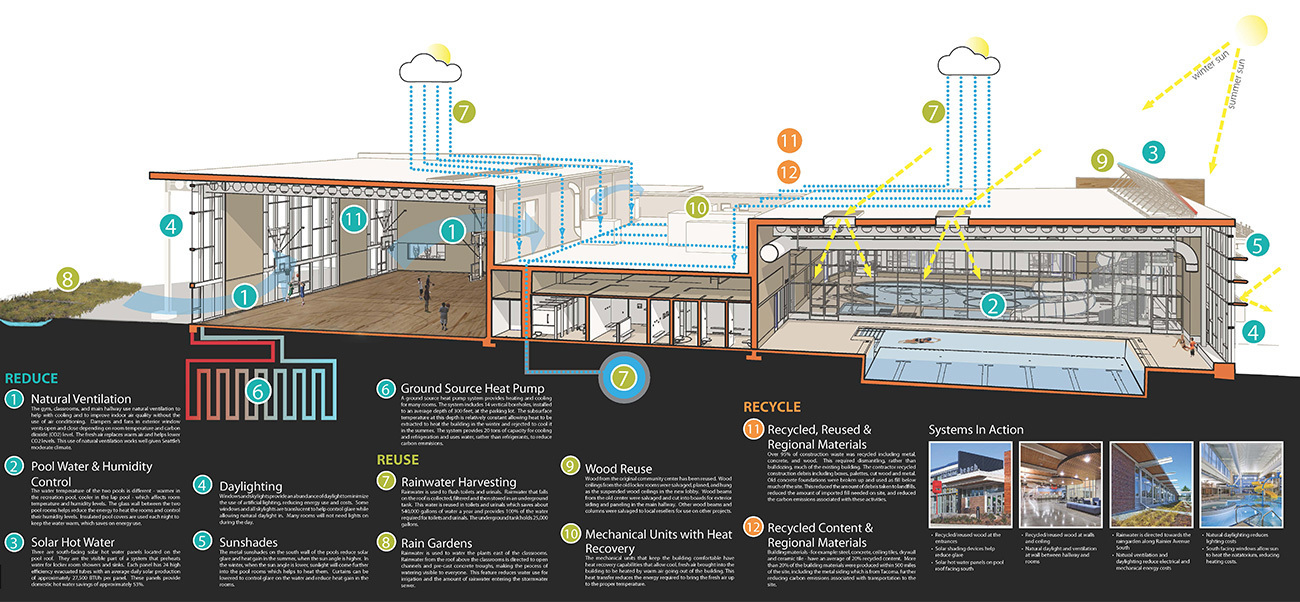 7
7
winter sun
summer sun
11
12
9
3
4
11
1
10
5
8
1
2
4
6
7
REDUCE
1 Natural Ventilation
The gym, classrooms, and main hallway use natural ventilation to
help with cooling and to improve indoor air quality without the
use of air conditioning. Dampers and fans in exterior window
vents open and close depending on room temperature and carbon
dioxide (CO2) level. The fresh air replaces warm air and helps lower
CO2 levels. This use of natural ventilation works well given Seattle's
moderate climate.
2 Pool Water & Humidity
Control
The water temperature of the two pools is different - warmer in
the recreation pool, cooler in the lap pool - which affects room
temperature and humidity levels. The glass wall between the two
pool rooms helps reduce the energy to heat the rooms and control
their humidity levels. Insulated pool covers are used each night to
keep the water warm, which saves on energy use.
3 Solar Hot Water
There are south-facing solar hot water panels located on the
pool roof. They are the visible part of a system that preheats
water for locker room showers and sinks. Each panel has 24 high
efficiency evacuated tubes with an average daily solar production
of approximately 27,500 BTUs per panel. These panels provide
domestic hot water savings of approximately 53%.
4 Daylighting
Windows and skylights provide an abundance of daylight to minimize
the use of artificial lighting, reducing energy use and costs. Some
windows and all skylights are translucent to help control glare while
allowing natural daylight in. Many rooms will not need lights on
during the day.
5 Sunshades
The metal sunshades on the south wall of the pools reduce solar
glare and heat gain in the summer, when the sun angle is higher. In
the winter, when the sun angle is lower, sunlight will come further
into the pool rooms which helps to heat them. Curtains can be
lowered to control glare on the water and reduce heat gain in the
rooms.
6 Ground Source Heat Pump
A ground source heat pump system provides heating and cooling
for many rooms. The system includes 14 vertical boreholes, installed
to an average depth of 300 feet, at the parking lot. The subsurface
temperature at this depth is relatively constant allowing heat to be
extracted to heat the building in the winter and rejected to cool it
in the summer. The system provides 20 tons of capacity for cooling
and refrigeration and uses water, rather than refrigerants, to reduce
carbon emmisions.
REUSE
7 Rainwater Harvesting
Rainwater is used to flush toilets and urinals. Rainwater that falls
on the roof is collected, filtered and then stored in an underground
tank. This water is reused in toilets and urinals which saves about
gallons of water a year and provides 100% of the water
required for toilets and urinals. The underground tank holds 25,000
gallons.
8 Rain Gardens
Rainwater is used to water the plants east of the classrooms.
Rainwater from the roof above the classrooms is directed to open
channels and pre-cast concrete troughs, making the process of
watering visible to everyone. This feature reduces water use for
irrigation and the amount of rainwater entering the stormwater
sewer.
9 Wood Reuse
Wood from the original community center has been reused. Wood
ceilings from the old locker rooms were salvaged, planed, and hung
as the suspended wood ceilings in the new lobby. Wood beams
from the old center were salvaged and cut into boards for exterior
siding and paneling in the main hallway. Other wood beams and
columns were salvaged to local resellers for use on other projects.
10 Mechanical Units with Heat
Recovery
The mechanical units that keep the building comfortable have
heat recovery capabilities that allow cool, fresh air brought into the
building to be heated by warm air going out of the building. This
heat transfer reduces the energy required to bring the fresh air up
to the proper temperature.
RECYCLE
11 Recycled, Reused &
Regional Materials
Over 95% of construction waste was recycled including metal,
concrete, and wood. This required dismantling, rather than
bulldozing, much of the existing building. The contractor recycled
construction debris including boxes, palettes, cut wood and metal.
Old concrete foundations were broken up and used as fill below
much of the site. This reduced the amount of debris taken to landfills,
reduced the amount of imported fill needed on site, and reduced
the carbon emissions associated with these activities.
12 Recycled Content &
Regional Materials
Building materials - for example: steel, concrete, ceiling tiles, drywall
and ceramic tile - have an average of 20% recycled content. More
than 20% of the building materials were produced within 500 miles
of the site, including the metal siding which is from Tacoma, further
reducing carbon emissions associated with transportation to the
site.
Systems In Action
beach
· Recycled/reused wood at the
entrances
· Solar shading devices help
reduce glare
· Solar hot water panels on pool
roof facing south
· Recycled/reused wood at walls
and ceiling
· Natural daylight and ventilation
at wall between hallway and
rooms
· Rainwater is directed towards the
raingarden along Rainier Avenue
South
· Natural ventilation and
daylighting reduce electrical and
mechanical energy costs
· Natural daylighting reduces
lighting costs
· South facing windows allow sun
to heat the natatorium, reducing
heating costs.